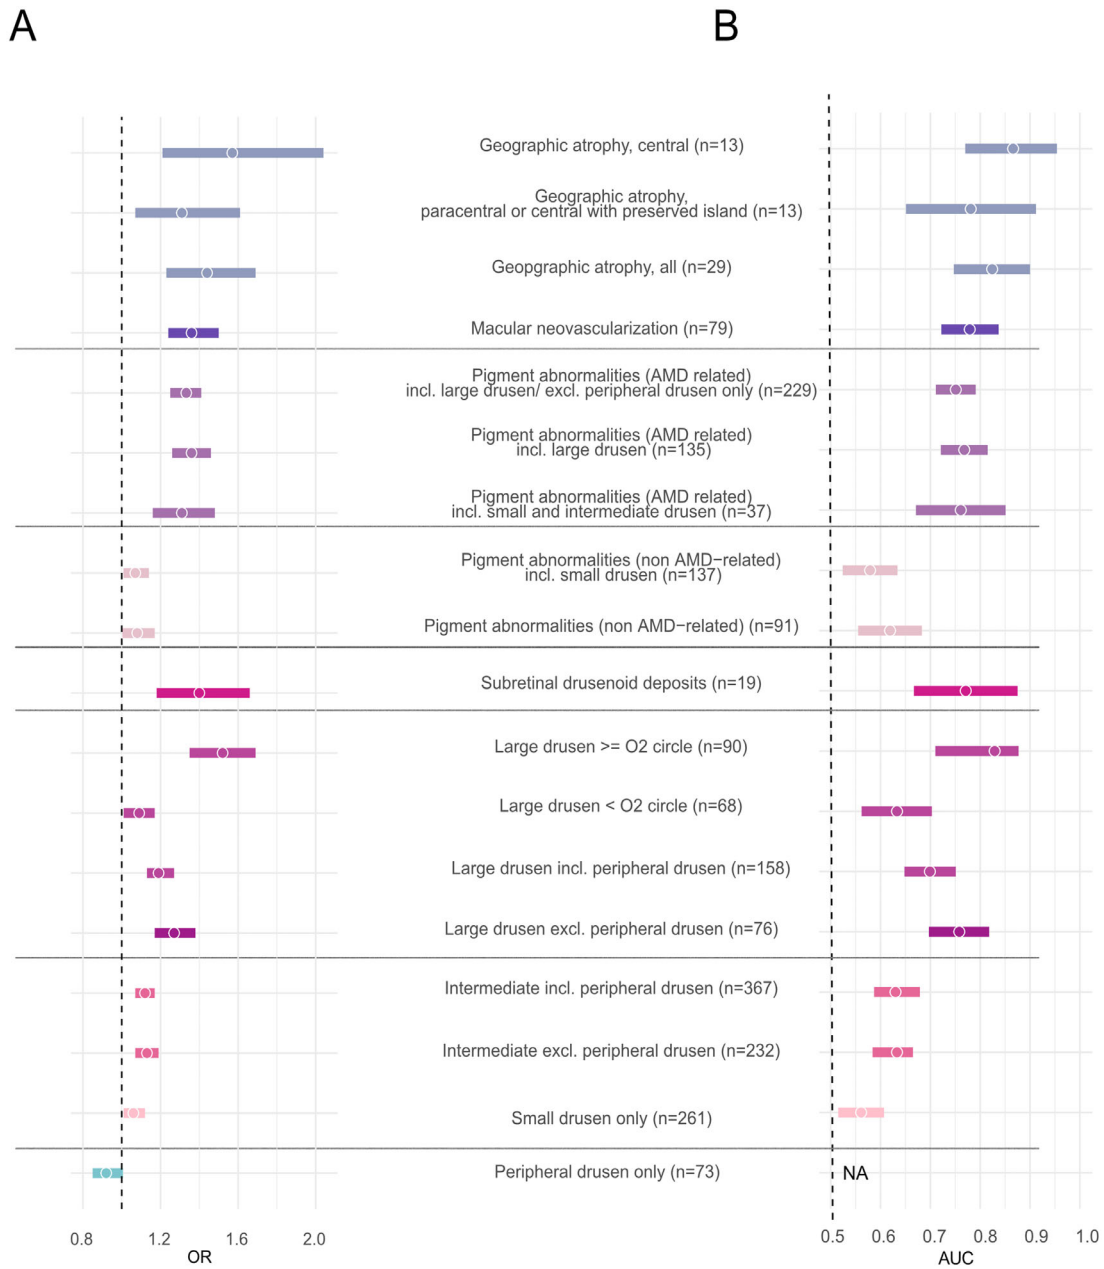 A
B
Geographic atrophy, central (n=13)
Geographic atrophy,
paracentral or central with preserved island (n=13)
Geopgraphic atrophy, all (n=29)
Macular neovascularization (n=79)
Pigment abnormalities (AMD related)
incl. large drusen/ excl. peripheral drusen only (n=229)
Pigment abnormalities (AMD related)
incl. large drusen (n=135)
Pigment abnormalities (AMD related)
incl. small and intermediate drusen (n=37)
Pigment abnormalities (non AMD−related)
incl. small drusen (n=137)
Pigment abnormalities (non AMD−related) (n=91)
Subretinal drusenoid deposits (n=19)
Large drusen >= O2 circle (n=90)
Large drusen < O2 circle (n=68)
Large drusen incl. peripheral drusen (n=158)
Large drusen excl. peripheral drusen (n=76)
Intermediate incl. peripheral drusen (n=367)
Intermediate excl. peripheral drusen (n=232)
Small drusen only (n=261)
Peripheral drusen only (n=73)
NA
0.8 1.2 1.6 2.0
OR
0.5 0.6 0.7 0.8 0.9 1.0
AUC